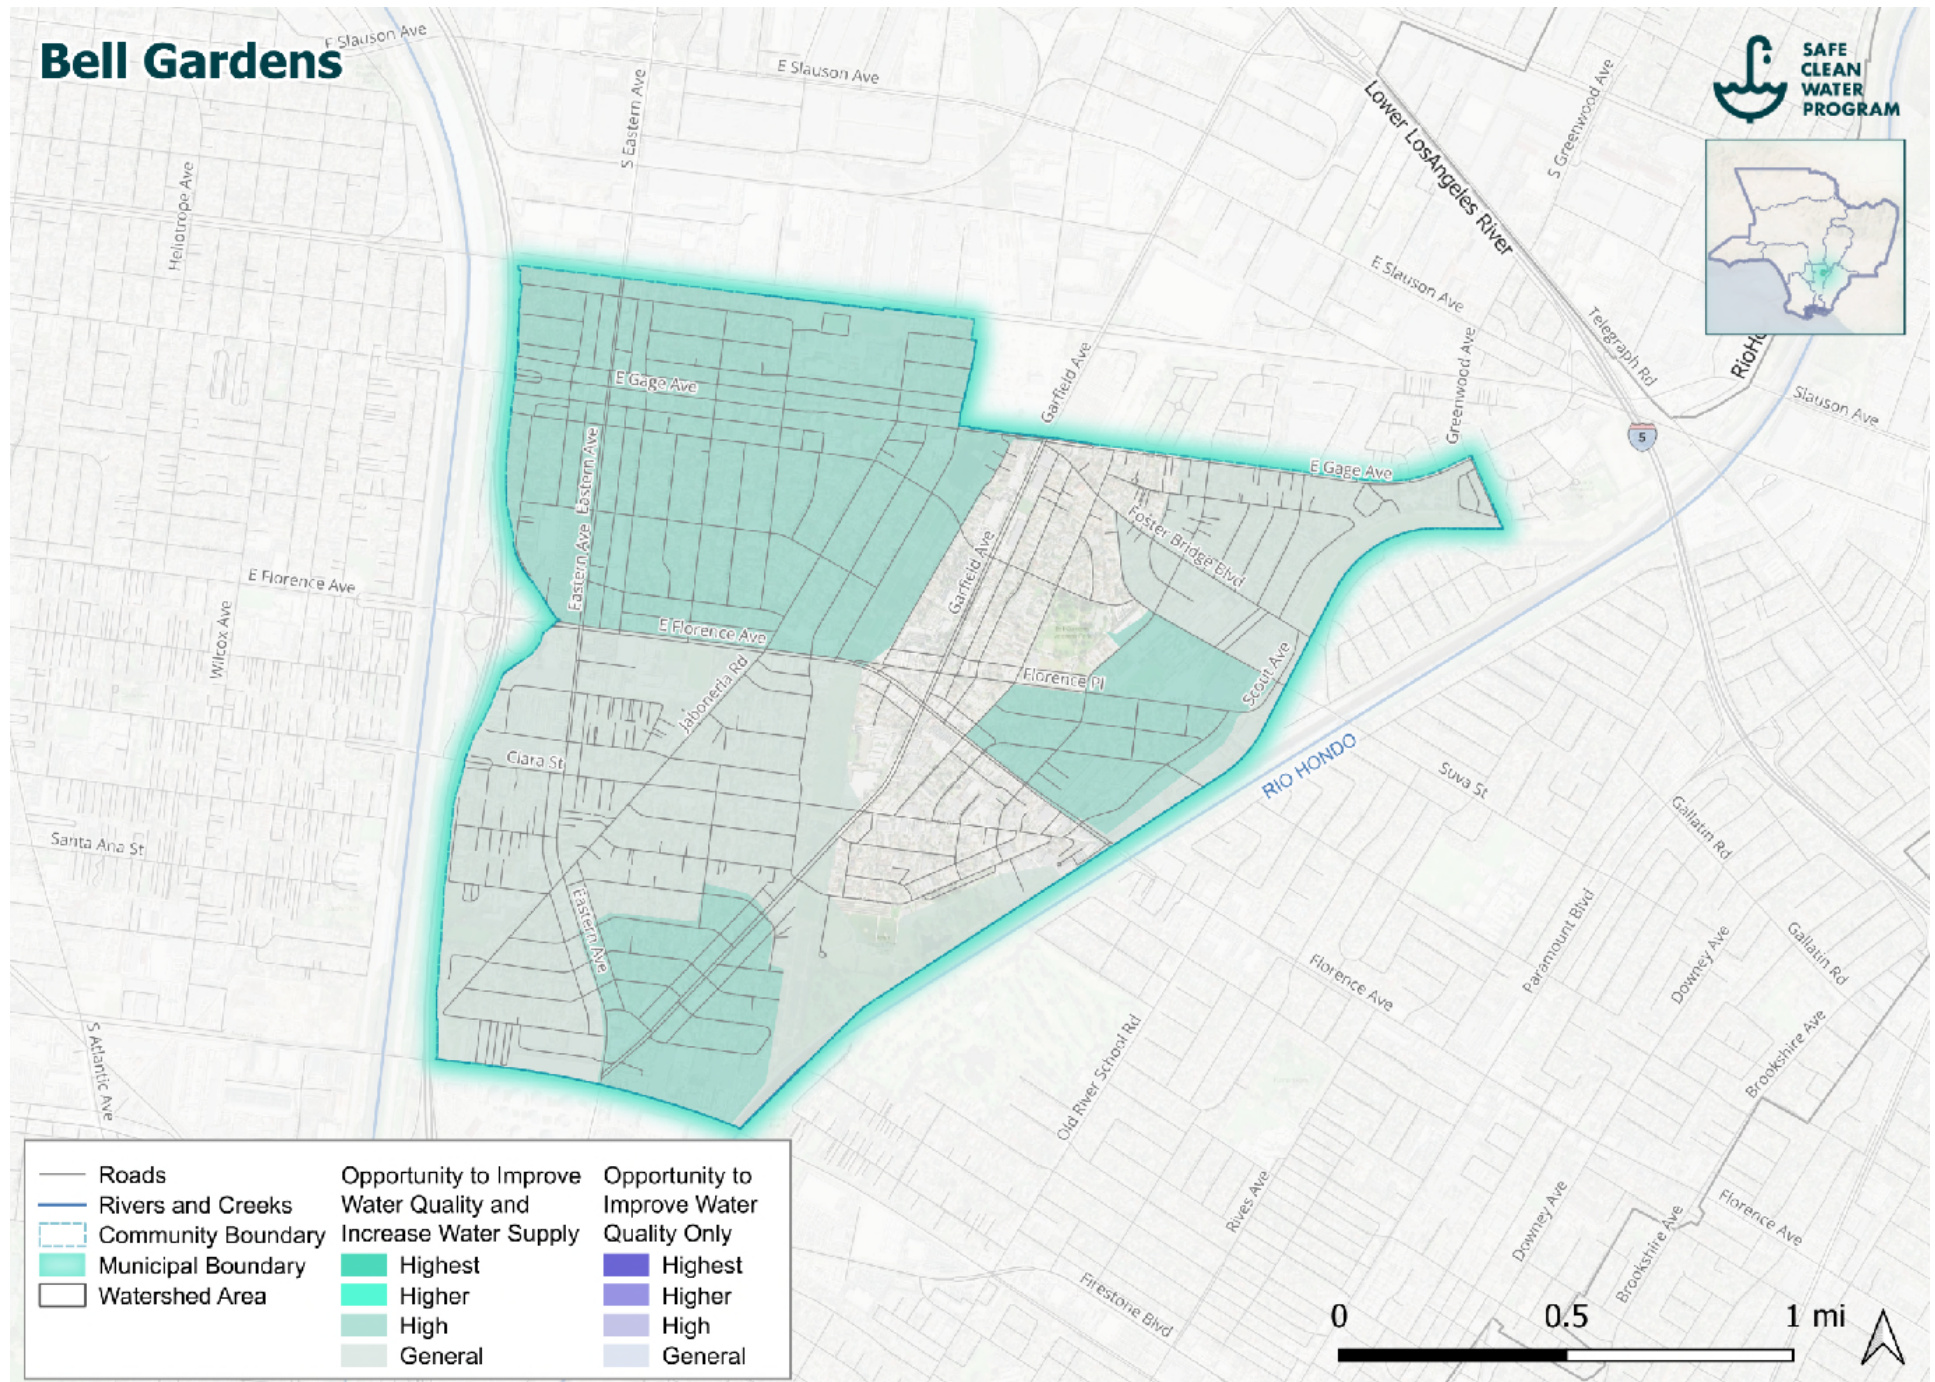 Bell Gardens
E Slauson Ave
E Slauson Ave
S Eastern Ave
Heliotrope Ave
Lower LosAngeles River
S Greenwood Ave
SAFE
CLEAN
WATER
PROGRAM
E Slauson Ave
Telegraph Rd
RioHo
Slauson Ave
5
Greenwood Ave
Garfield Ave
E Gage Ave
E Gage Ave
Eastern Ave
Eastern Ave
Foster Bridge Blvd
Garfield Ave
E Florence Ave
Wilcox Ave
E Florence Ave
Jaboneria Rd
Florence Pl
Scout Ave
RIO HONDO
Clara St
Suva St
Gallatin Rd
Santa Ana St
Eastern Ave
Paramount Blvd
Downey Ave
Gallatin Rd
Florence Ave
S Atlantic Ave
Old River School Rd
Brookshire Ave
Rives Ave
Downey Ave
Brookshire Ave
Florence Ave
Firestone Blvd
Roads
Rivers and Creeks
Community Boundary
Municipal Boundary
Watershed Area
Opportunity to Improve
Water Quality and
Increase Water Supply
Highest
Higher
High
General
Opportunity to
Improve Water
Quality Only
Highest
Higher
High
General
0 0.5 1 mi